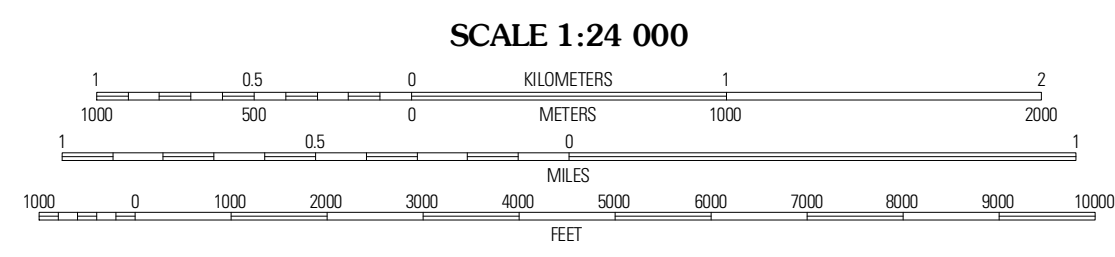 SCALE 1:24 000
1 0.5 0 KILOMETERS 1 2
1000 500 0 METERS 1000 2000
1 0.5 0 1
MILES
1000 0 1000 2000 3000 4000 5000 6000 7000 8000 9000 10000
FEET